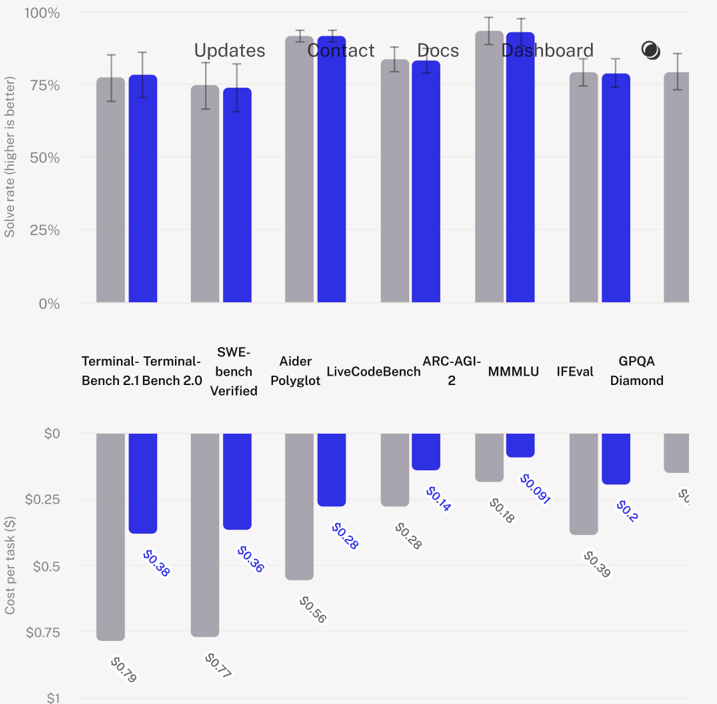 100%
Updates Contact Docs Dashboard
75%
50%
25%
0%
Solve rate (higher is better)
Terminal-Bench 2.1
Terminal-Bench 2.0
SWE-bench Verified
Aider Polyglot
LiveCodeBench
ARC-AGI-2
MMMLU
IFEval
GPQA Diamond
$0
$0.25
$0.5
$0.75
$1
Cost per task ($)
$0.79
$0.38
$0.77
$0.36
$0.56
$0.28
$0.28
$0.14
$0.18
$0.091
$0.39
$0.2